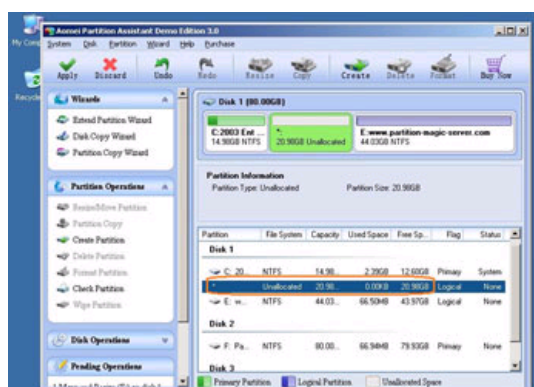 Aomei Partition Assistant Demo Edition 3.0
My Comp
System Disk Partition Wizard Help Purchase
Apply Discard Undo Redo Resize Copy Create Delete Format Buy Now
Recycle
Wizards
Extend Partition Wizard
Disk Copy Wizard
Partition Copy Wizard
Partition Operations
Resize/Move Partition
Partition Copy
Create Partition
Delete Partition
Format Partition
Check Partition
Wipe Partition
Disk Operations
Pending Operations
Disk 1 (80.00GB)
C:2003 Ent ...
14.98GB NTFS
*:
20.98GB Unallocated
E:www.partition-magic-server.com
44.03GB NTFS
Partition Information
Partition Type: Unallocated Partition Size: 20.98GB
Partition File System Capacity Used Space Free Sp... Flag Status
Disk 1
C: 20... NTFS 14.98... 2.39GB 12.60GB Primary System
* Unallocated 20.98... 0.00KB 20.98GB Logical None
E: w... NTFS 44.03... 66.50MB 43.97GB Logical None
Disk 2
F: Pa... NTFS 80.00... 66.94MB 79.93GB Primary None
Disk 3
Primary Partition Logical Partition Unallocated Space